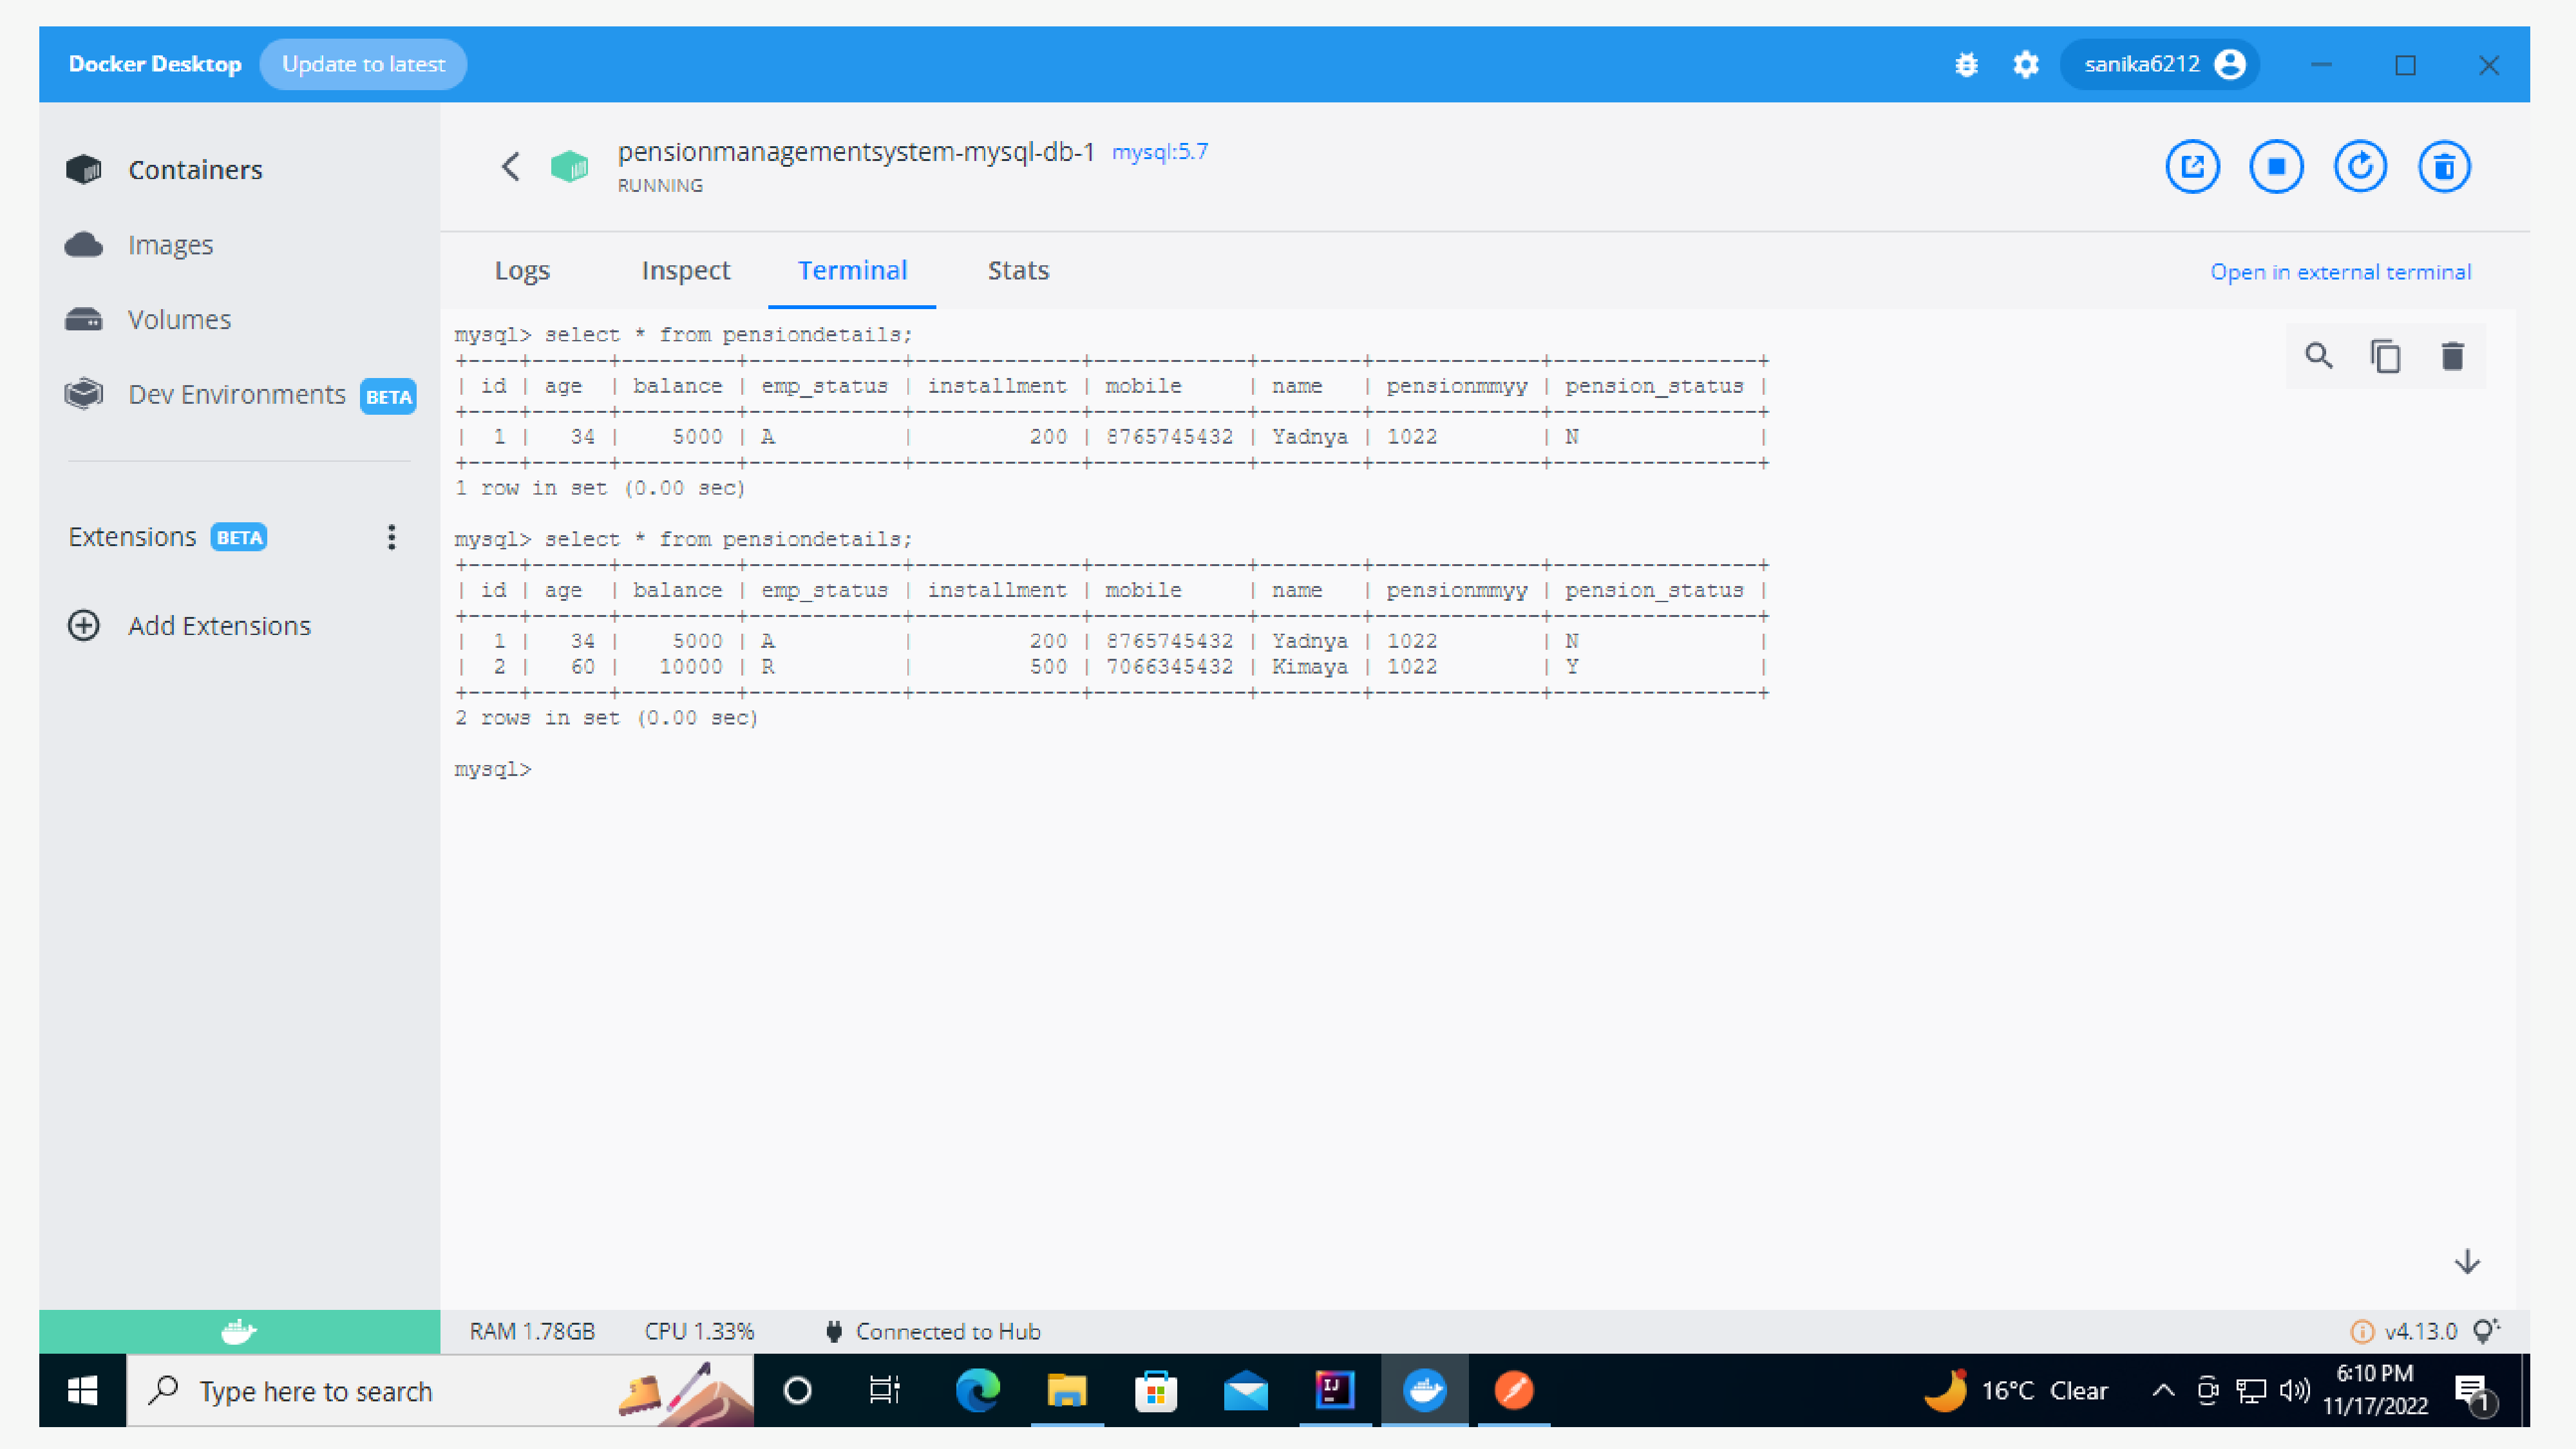 Docker Desktop Update to latest sanika6212
Containers
Images
Volumes
Dev Environments BETA
Extensions BETA
Add Extensions
pensionmanagementsystem-mysql-db-1 mysql:5.7
RUNNING
Logs Inspect Terminal Stats Open in external terminal
mysql> select * from pensiondetails;
+----+------+---------+------------+-------------+------------+--------+-------------+----------------+
| id | age  | balance | emp_status | installment | mobile     | name   | pensionmmyy | pension_status |
+----+------+---------+------------+-------------+------------+--------+-------------+----------------+
|  1 |   34 |    5000 | A          |         200 | 8765745432 | Yadnya | 1022        | N              |
+----+------+---------+------------+-------------+------------+--------+-------------+----------------+
1 row in set (0.00 sec)
mysql> select * from pensiondetails;
+----+------+---------+------------+-------------+------------+--------+-------------+----------------+
| id | age  | balance | emp_status | installment | mobile     | name   | pensionmmyy | pension_status |
+----+------+---------+------------+-------------+------------+--------+-------------+----------------+
|  1 |   34 |    5000 | A          |         200 | 8765745432 | Yadnya | 1022        | N              |
|  2 |   60 |   10000 | R          |         500 | 7066345432 | Kimaya | 1022        | Y              |
+----+------+---------+------------+-------------+------------+--------+-------------+----------------+
2 rows in set (0.00 sec)
mysql>
RAM 1.78GB CPU 1.33% Connected to Hub v4.13.0
Type here to search
IJ
16°C Clear
6:10 PM
11/17/2022
1